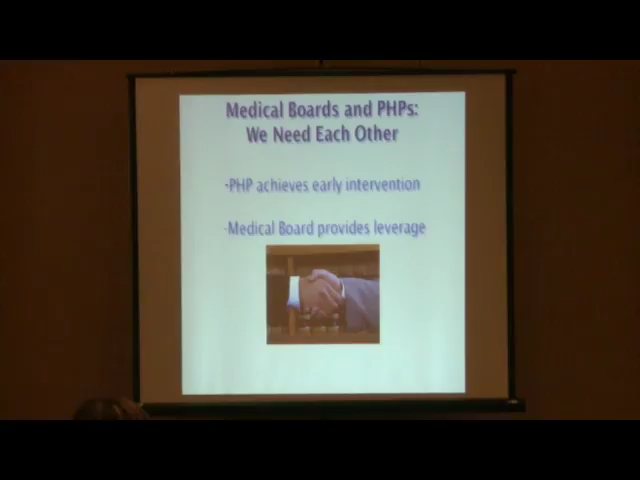 Medical Boards and PHPs:
We Need Each Other
-PHP achieves early intervention
-Medical Board provides leverage